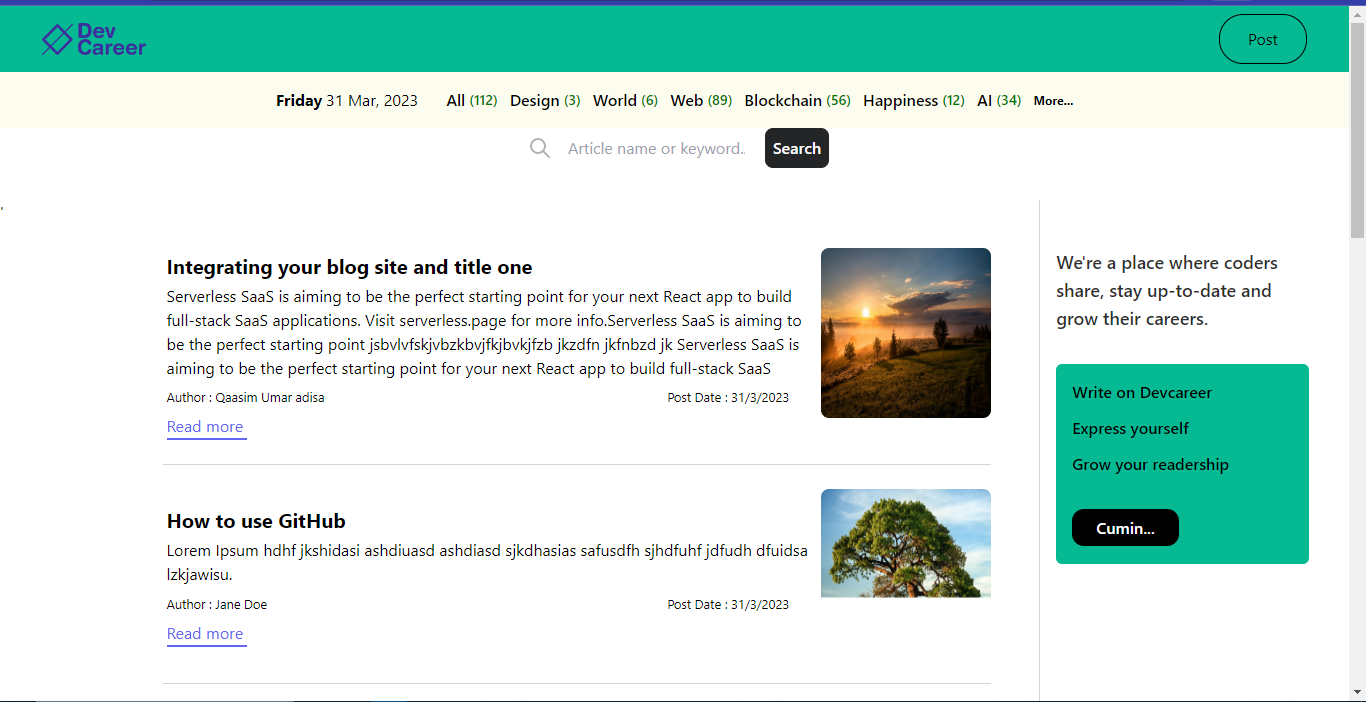 Dev
Career
Post
Friday 31 Mar, 2023 All (112) Design (3) World (6) Web (89) Blockchain (56) Happiness (12) AI (34) More...
Article name or keyword.. Search
Integrating your blog site and title one
Serverless SaaS is aiming to be the perfect starting point for your next React app to build
full-stack SaaS applications. Visit serverless.page for more info.Serverless SaaS is aiming to
be the perfect starting point jsbvlvfskjvbzkbvjfkjbvkjfzb jkzdfn jkfnbzd jk Serverless SaaS is
aiming to be the perfect starting point for your next React app to build full-stack SaaS
Author : Qaasim Umar adisa Post Date : 31/3/2023
Read more
How to use GitHub
Lorem Ipsum hdhf jkshidasi ashdiuasd ashdiasd sjkdhasias safusdfh sjhdfuhf jdfudh dfuidsa
lzkjawisu.
Author : Jane Doe Post Date : 31/3/2023
Read more
We're a place where coders
share, stay up-to-date and
grow their careers.
Write on Devcareer
Express yourself
Grow your readership
Cumin...